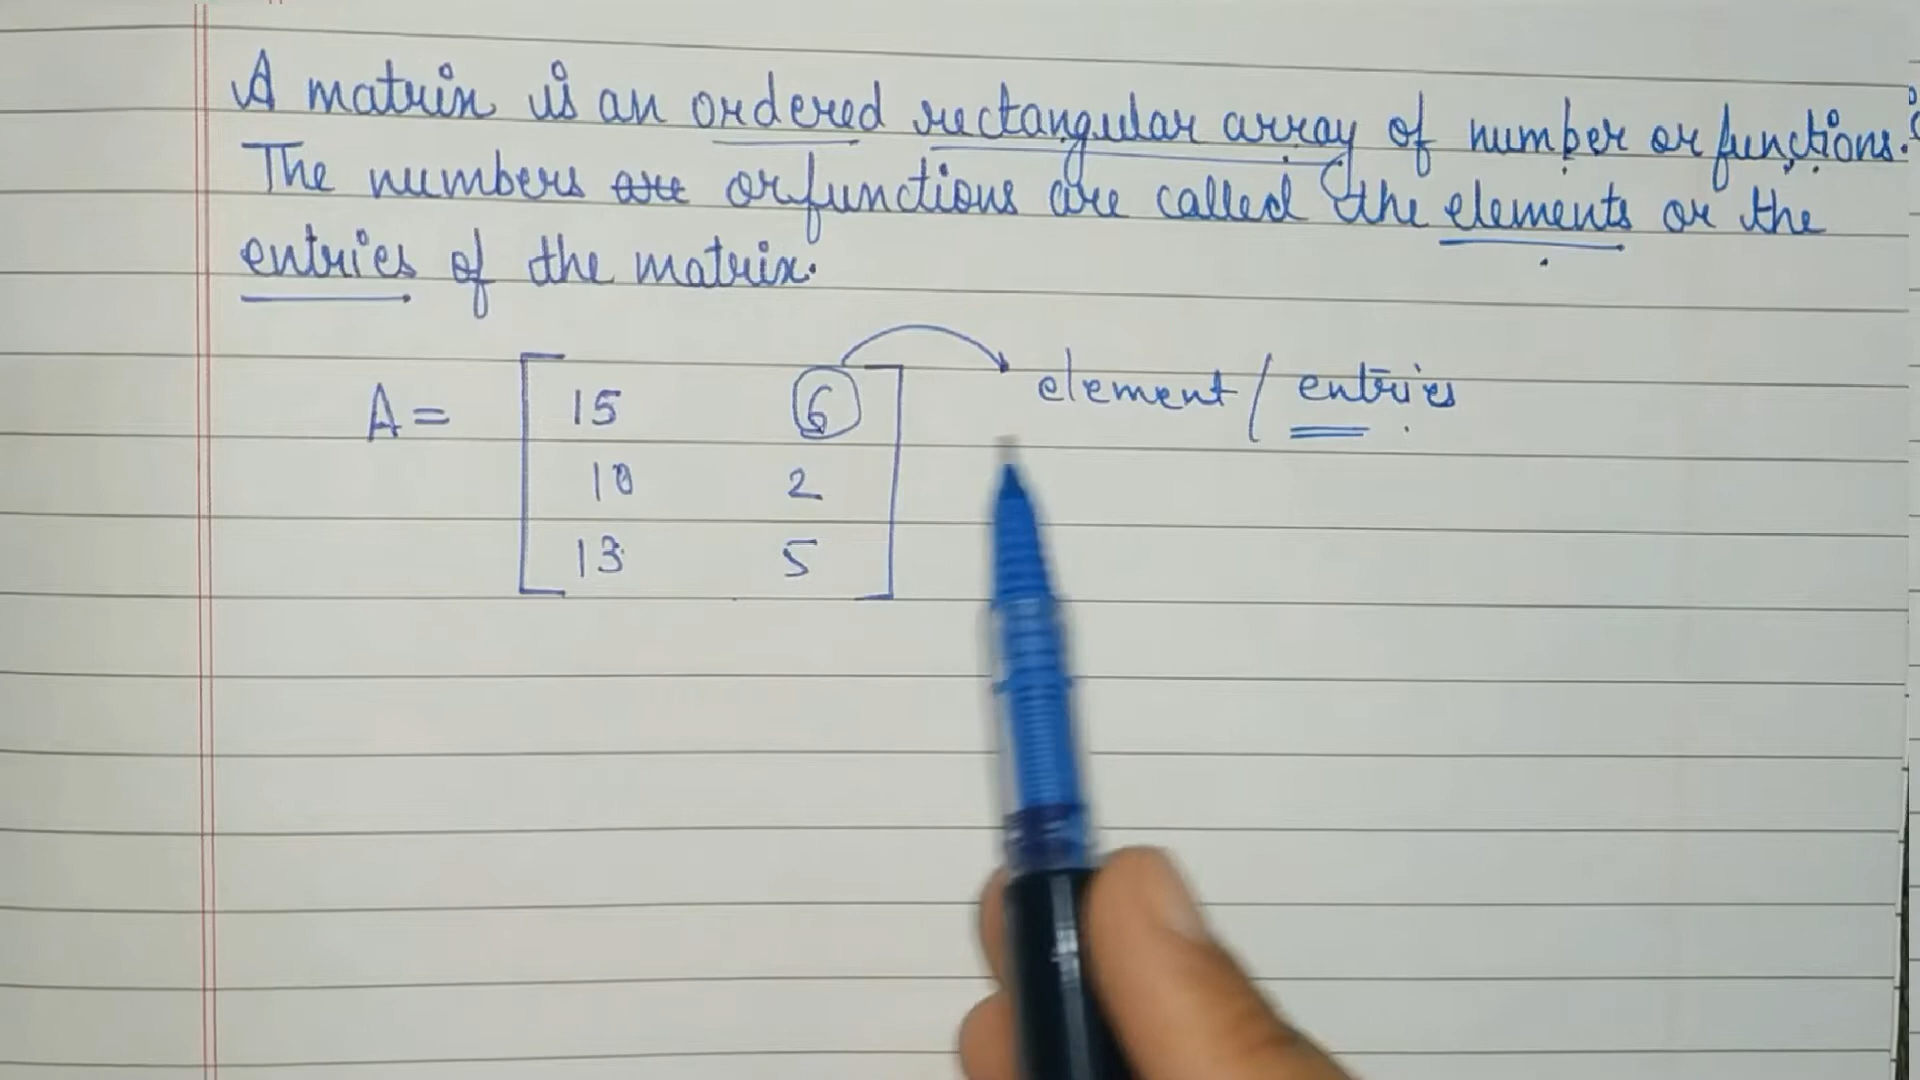 A matrix is an ordered rectangular array of number or functions.
The numbers are or functions are called the elements or the
entries of the matrix.
A = [ 15 6 ] element / entries
10 2
13 5